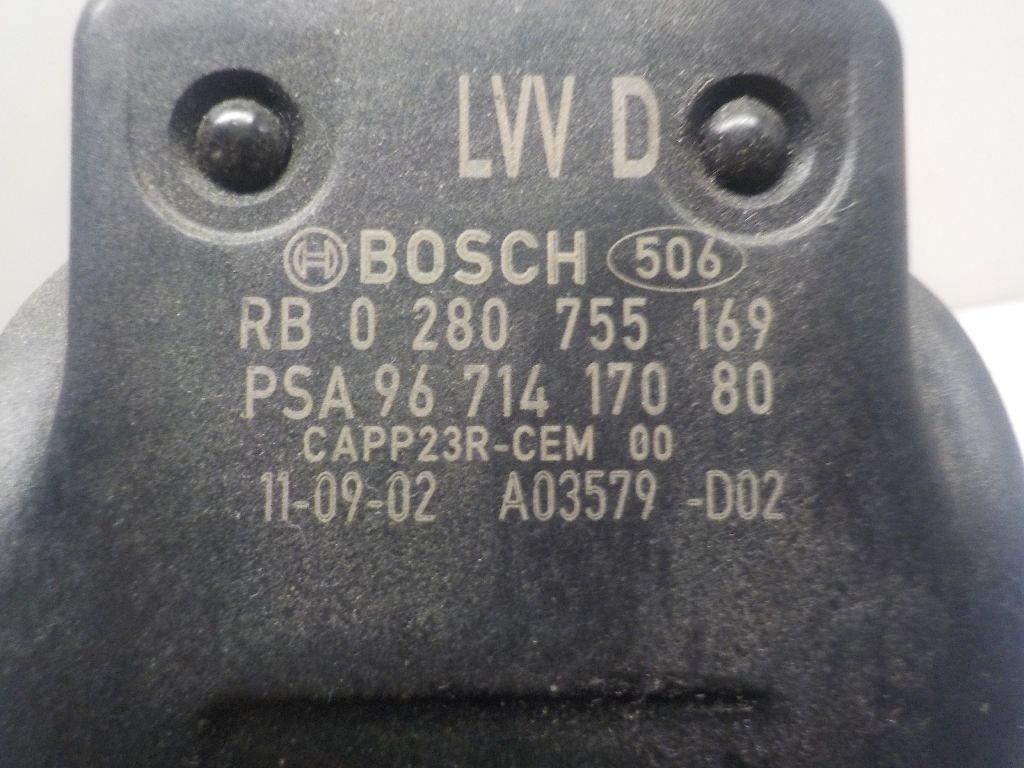 LVV D
BOSCH 506
RB 0 280 755 169
PSA 96 714 170 80
CAPP23R-CEM 00
11-09-02 A03579 -D02